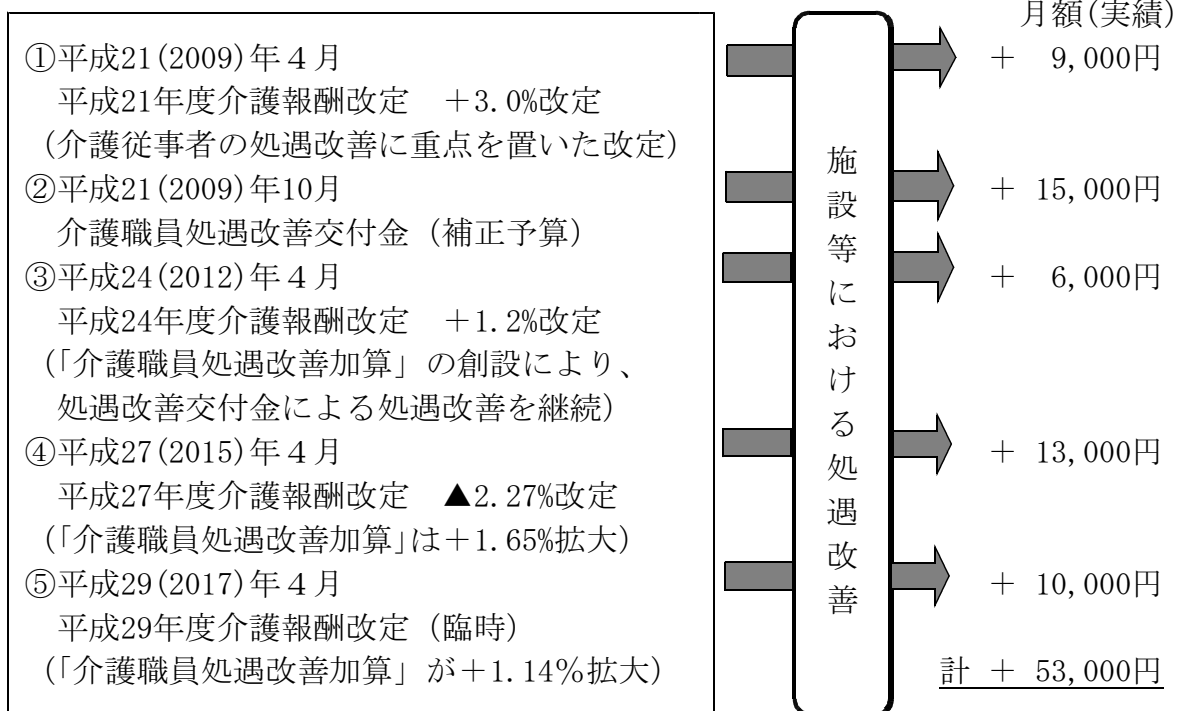 月額(実績)
①平成21(2009)年４月
＋ 9,000円
平成21年度介護報酬改定　＋3.0%改定
(介護従事者の処遇改善に重点を置いた改定)
②平成21(2009)年10月
＋ 15,000円
介護職員処遇改善交付金（補正予算）
③平成24(2012)年４月
＋ 6,000円
平成24年度介護報酬改定　＋1.2%改定
(「介護職員処遇改善加算」の創設により、
処遇改善交付金による処遇改善を継続)
④平成27(2015)年４月
＋ 13,000円
平成27年度介護報酬改定　▲2.27%改定
(「介護職員処遇改善加算」は＋1.65%拡大)
⑤平成29(2017)年４月
＋ 10,000円
平成29年度介護報酬改定（臨時）
(「介護職員処遇改善加算」が＋1.14％拡大)
計 ＋ 53,000円
施設等における処遇改善